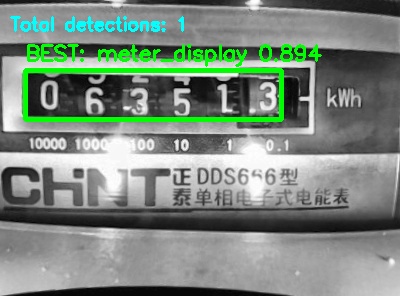 Total detections: 1
BEST: meter_display 0.894
0 6 3 5 1 3 kWh
10000 1000 100 10 1 0.1
CHNT 正 DDS666型
泰 单相电子式电能表